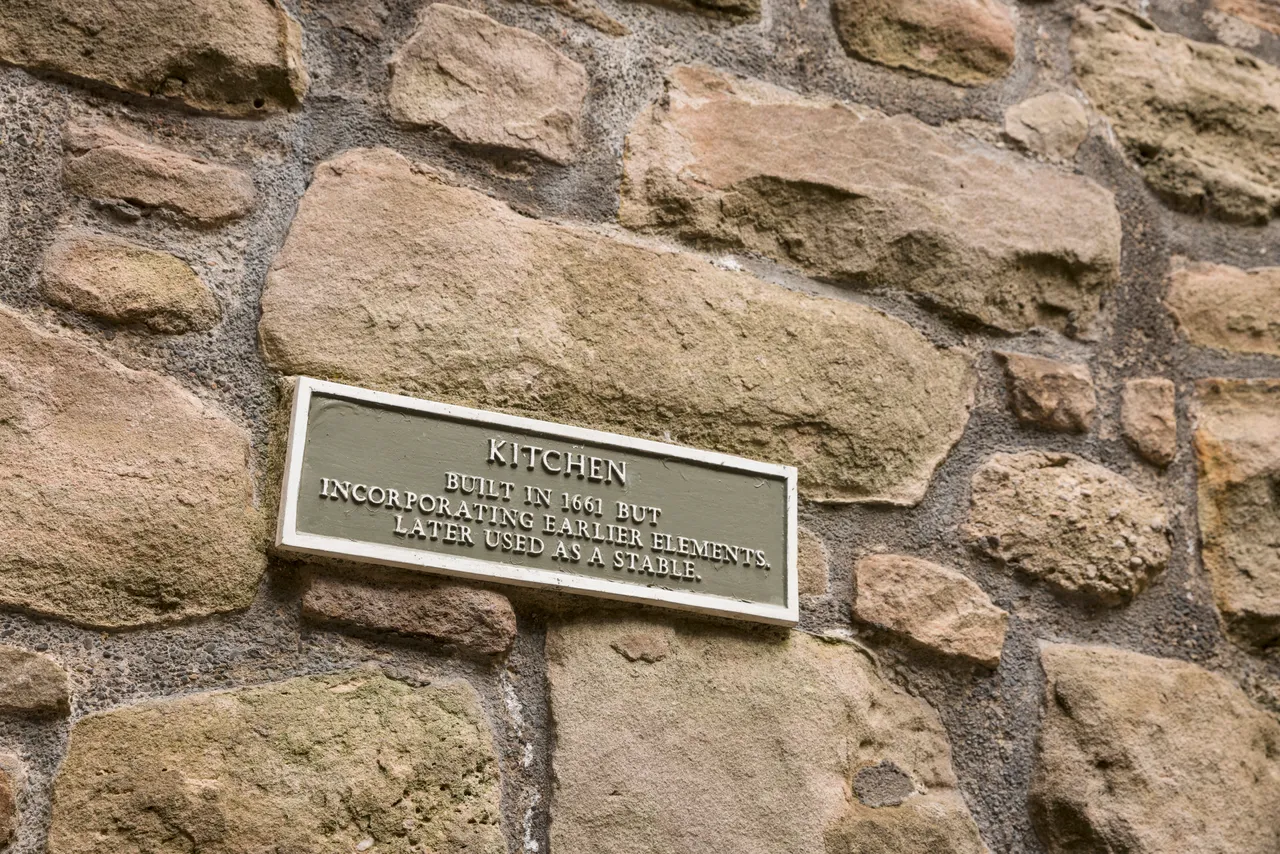 KITCHEN
BUILT IN 1661 BUT
INCORPORATING EARLIER ELEMENTS.
LATER USED AS A STABLE.